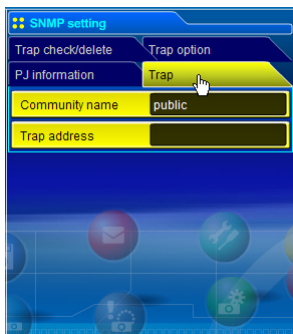 SNMP setting
Trap check/delete Trap option
PJ information Trap
Community name public
Trap address